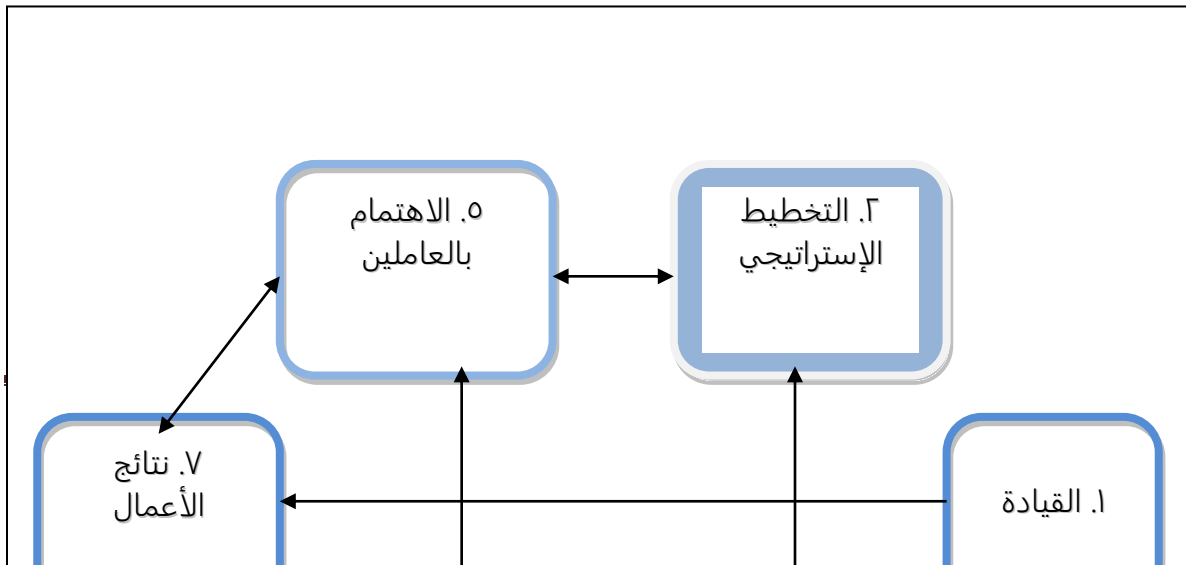 ٢. التخطيط
الإستراتيجي
٥. الاهتمام
بالعاملين
١. القيادة
٧. نتائج
الأعمال